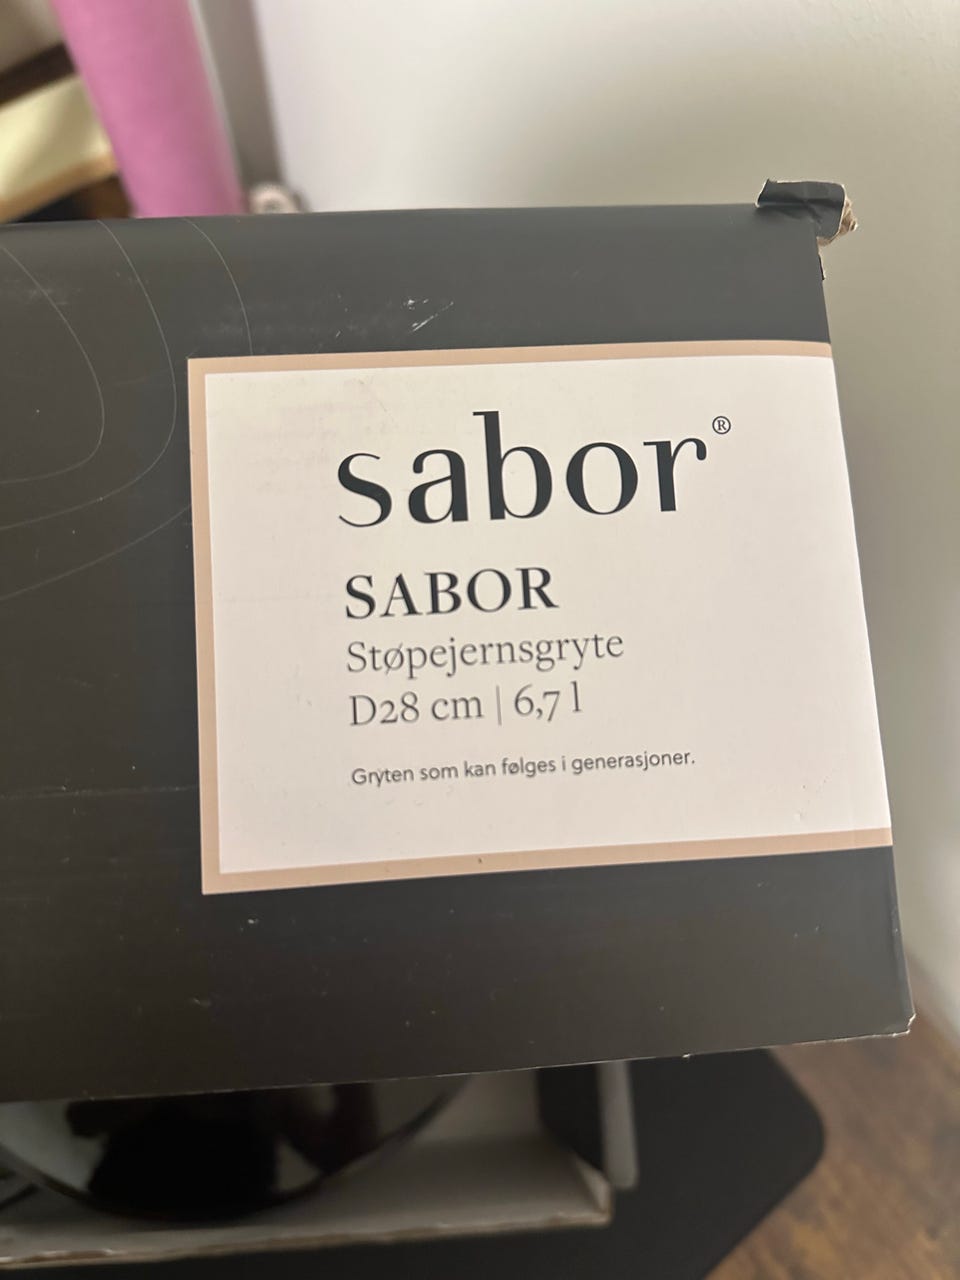 sabor®
SABOR
Støpejernsgryte
D28 cm | 6,7 l
Gryten som kan følges i generasjoner.